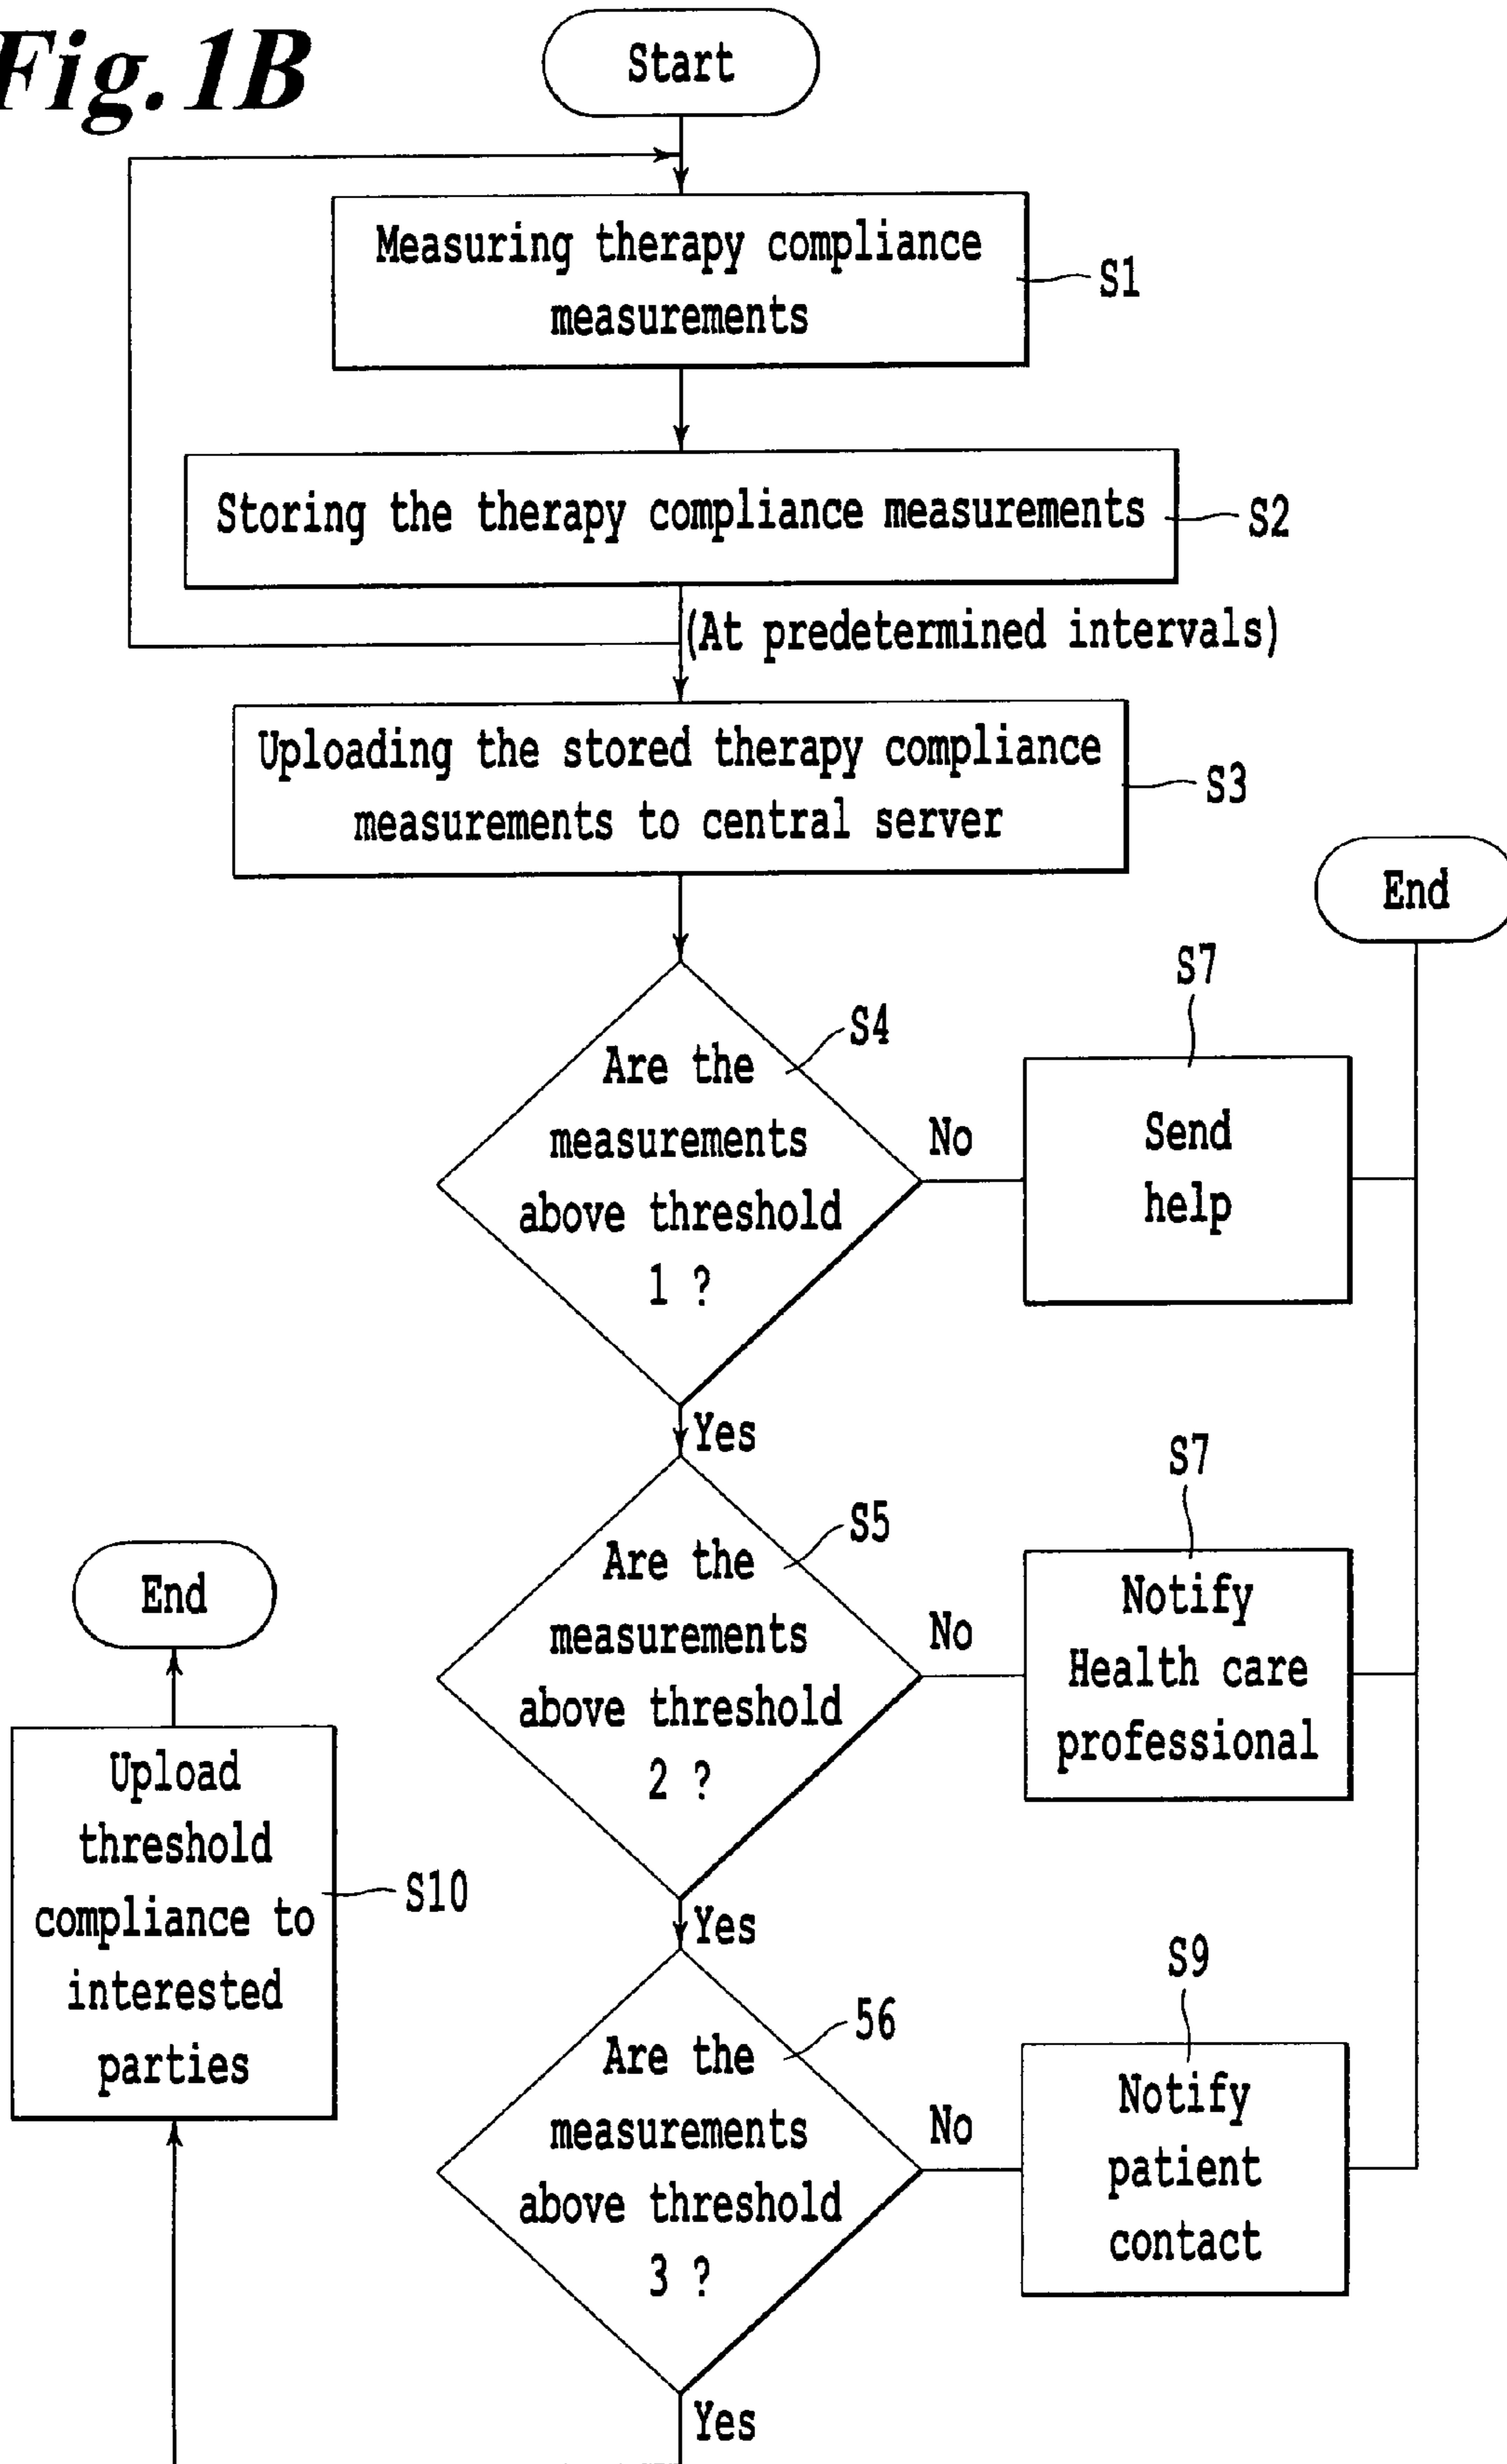 Fig. 1B
Start
Measuring therapy compliance
measurements
S1
Storing the therapy compliance measurements
S2
(At predetermined intervals)
Uploading the stored therapy compliance
measurements to central server
S3
End
S7
S4
Are the
measurements
above threshold
1 ?
No
Send
help
Yes
S7
S5
Are the
measurements
above threshold
2 ?
No
Notify
Health care
professional
End
Upload
threshold
compliance to
interested
parties
S10
Yes
S9
56
Are the
measurements
above threshold
3 ?
No
Notify
patient
contact
Yes